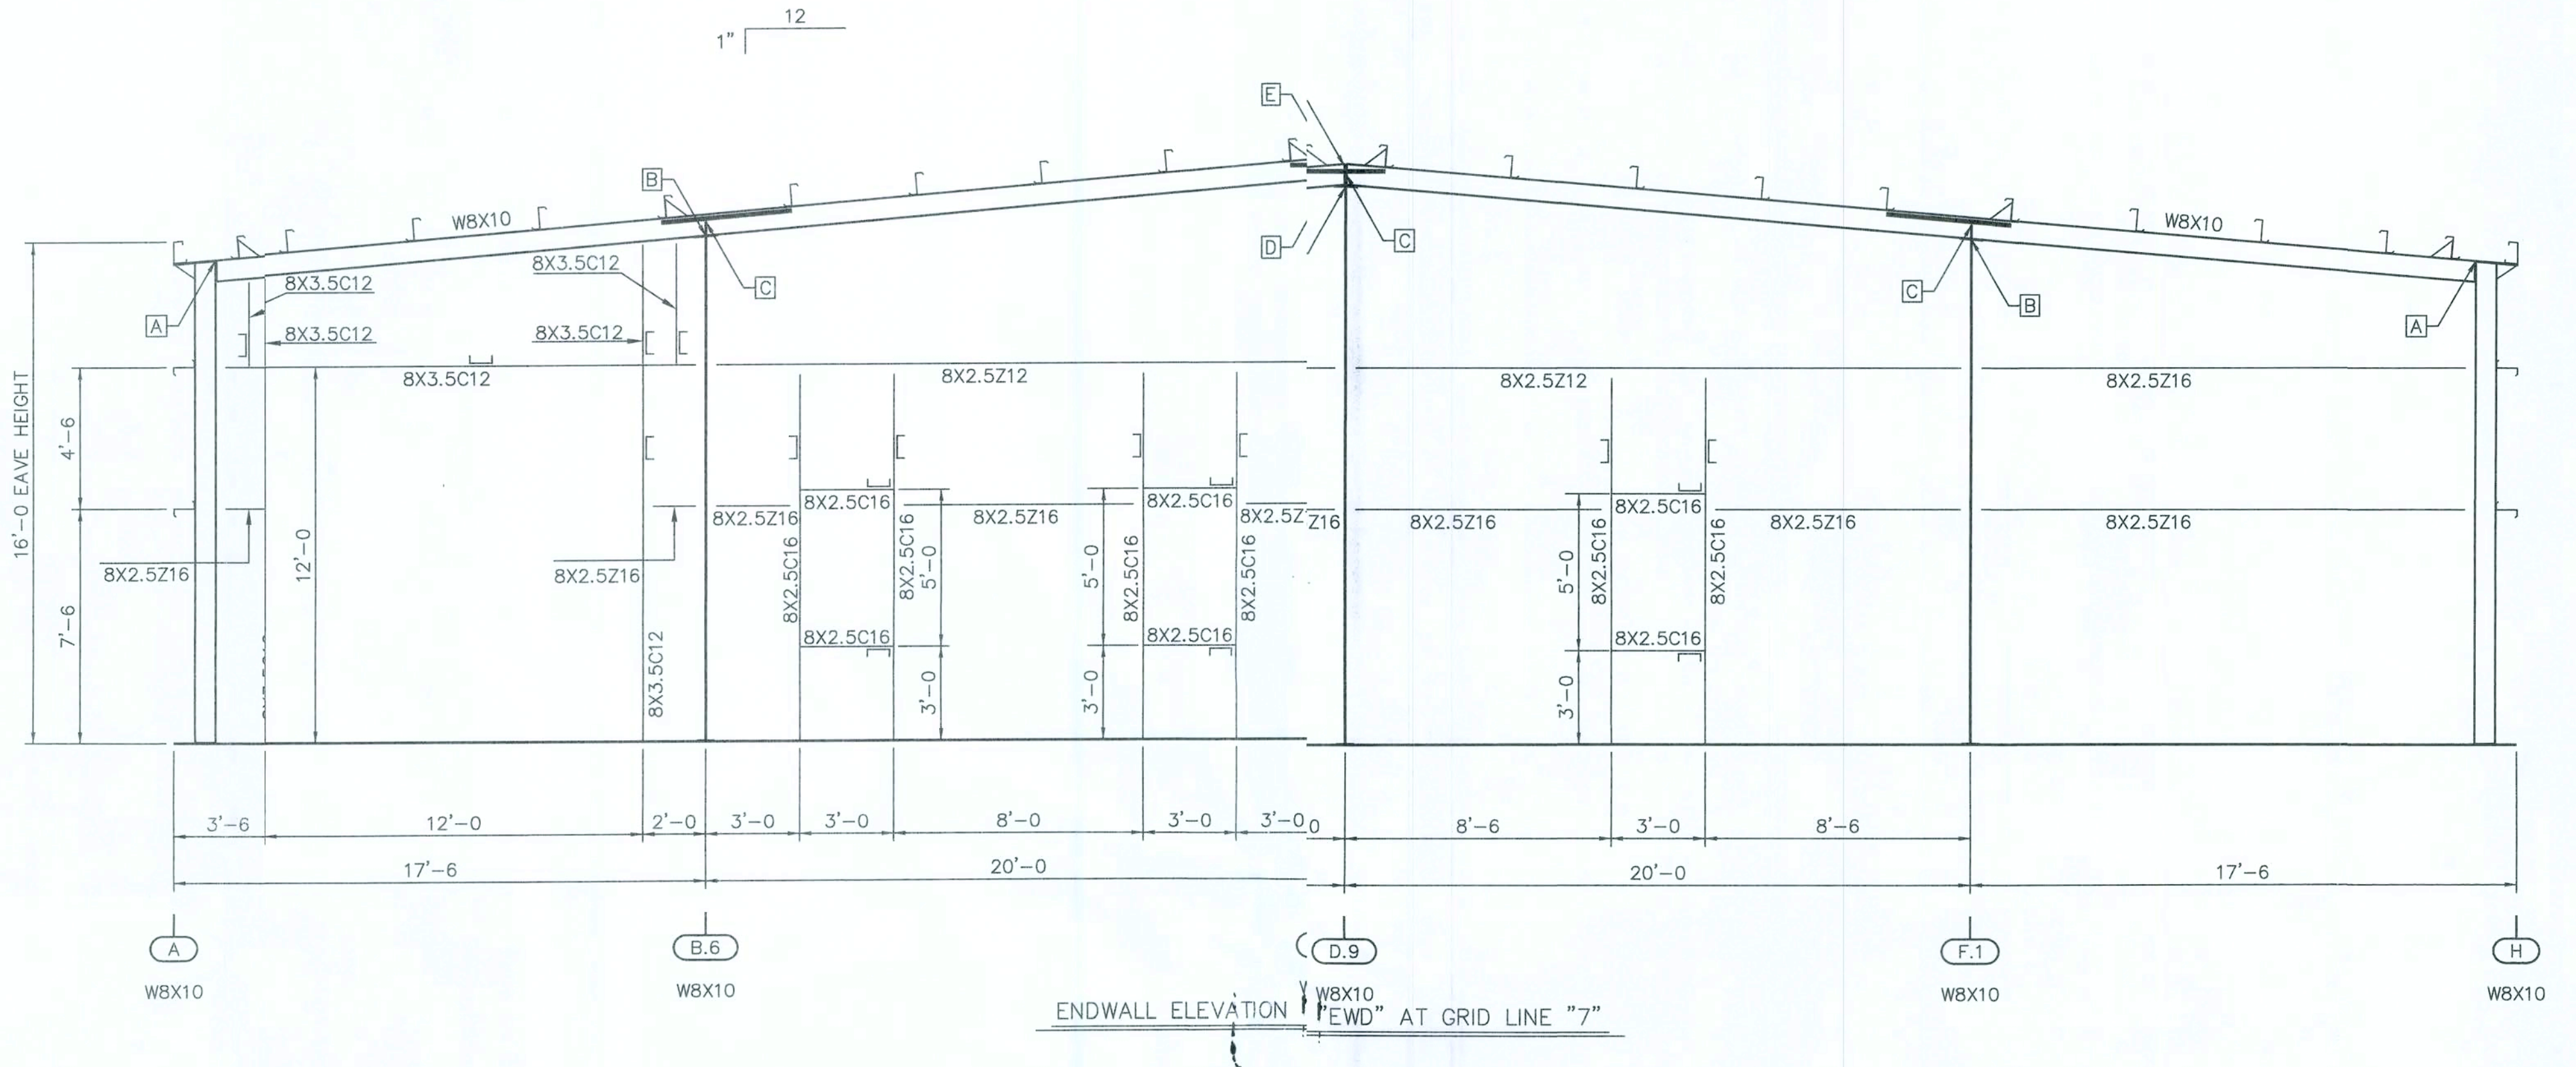 12
1"
E
B
W8X10
W8X10
8X3.5C12
D
C
8X3.5C12
C
C
B
A
A
8X3.5C12
8X3.5C12
8X3.5C12
8X2.5Z12
8X2.5Z12
8X2.5Z16
16'-0 EAVE HEIGHT
4'-6
7'-6
12'-0
8X2.5C16
8X2.5C16
8X2.5C16
8X2.5Z16
8X2.5Z16
8X2.5Z
Z16
8X2.5Z16
8X2.5Z16
8X2.5Z16
8X2.5Z16
8X2.5Z16
8X2.5C16
8X2.5C16
5'-0
5'-0
8X2.5C16
8X2.5C16
5'-0
8X2.5C16
8X2.5C16
8X2.5C16
8X2.5C16
8X2.5C16
8X3.5C12
3'-0
3'-0
3'-0
3'-6
12'-0
2'-0
3'-0
3'-0
8'-0
3'-0
3'-0
0
8'-6
3'-0
8'-6
17'-6
20'-0
20'-0
17'-6
A
B.6
D.9
F.1
H
W8X10
W8X10
W8X10
W8X10
W8X10
ENDWALL ELEVATION "EWD" AT GRID LINE "7"